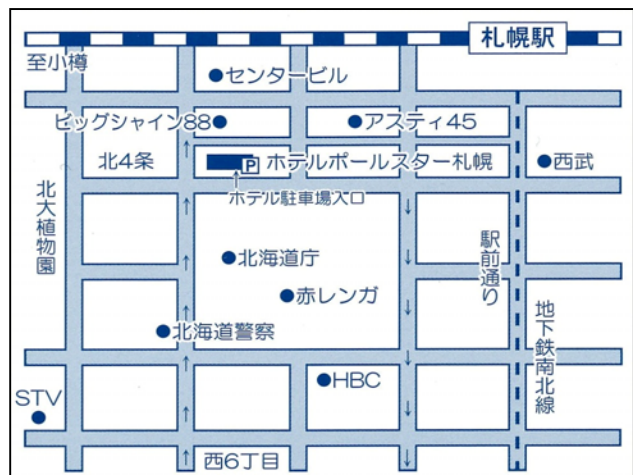 札幌駅
至小樽
センタービル
ビッグシャイン88
アスティ45
北4条
P
ホテルポールスター札幌
西武
ホテル駐車場入口
北大植物園
北海道庁
駅前通り
赤レンガ
地下鉄南北線
北海道警察
HBC
STV
西6丁目